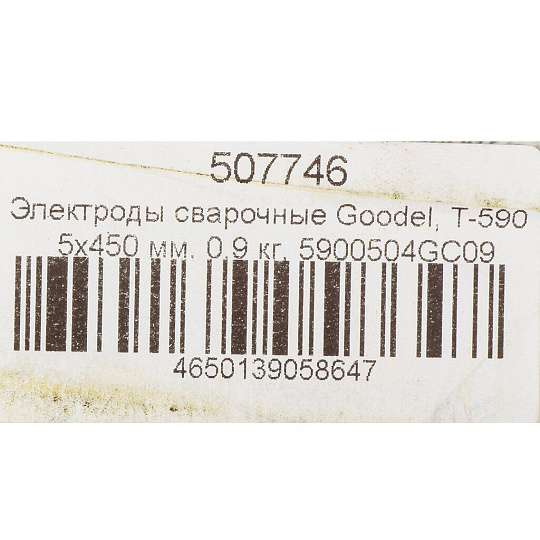 507746
Электроды сварочные Goodel, Т-590
5х450 мм. 0,9 кг. 5900504GC09
4650139058647